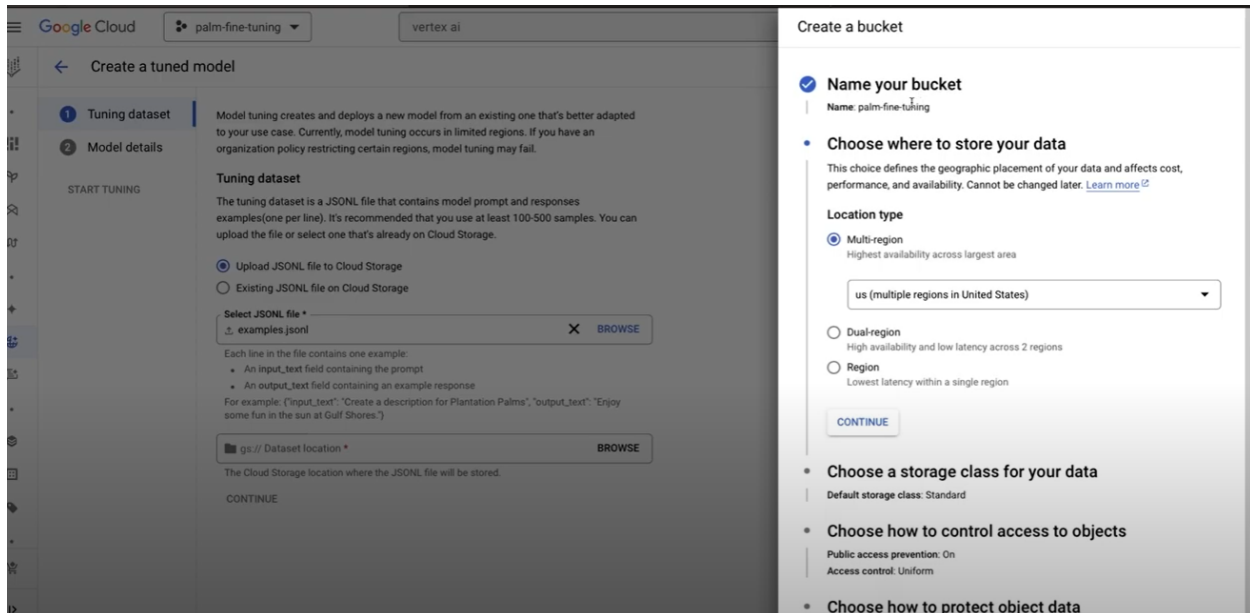 Google Cloud
palm-fine-tuning
vertex ai
Create a tuned model
1 Tuning dataset
2 Model details
START TUNING
Model tuning creates and deploys a new model from an existing one that's better adapted
to your use case. Currently, model tuning occurs in limited regions. If you have an
organization policy restricting certain regions, model tuning may fail.
Tuning dataset
The tuning dataset is a JSONL file that contains model prompt and responses
examples(one per line). It's recommended that you use at least 100-500 samples. You can
upload the file or select one that's already on Cloud Storage.
Upload JSONL file to Cloud Storage
Existing JSONL file on Cloud Storage
Select JSONL file *
examples.jsonl
BROWSE
Each line in the file contains one example:
• An input_text field containing the prompt
• An output_text field containing an example response
For example: {"input_text": "Create a description for Plantation Palms", "output_text": "Enjoy
some fun in the sun at Gulf Shores."}
gs:// Dataset location *
BROWSE
The Cloud Storage location where the JSONL file will be stored.
CONTINUE
Create a bucket
Name your bucket
Name: palm-fine-tuning
Choose where to store your data
This choice defines the geographic placement of your data and affects cost,
performance, and availability. Cannot be changed later. Learn more
Location type
Multi-region
Highest availability across largest area
us (multiple regions in United States)
Dual-region
High availability and low latency across 2 regions
Region
Lowest latency within a single region
CONTINUE
Choose a storage class for your data
Default storage class: Standard
Choose how to control access to objects
Public access prevention: On
Access control: Uniform
Choose how to protect object data